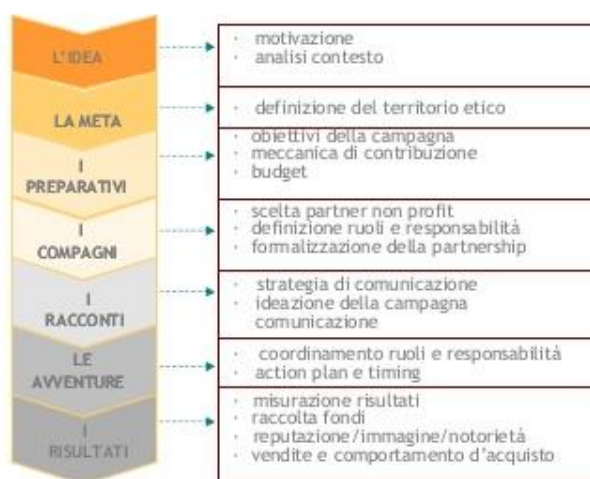 L'IDEA
· motivazione
· analisi contesto
LA META
· definizione del territorio etico
I
PREPARATIVI
· obiettivi della campagna
· meccanica di contribuzione
· budget
I
COMPAGNI
· scelta partner non profit
· definizione ruoli e responsabilità
· formalizzazione della partnership
I
RACCONTI
· strategia di comunicazione
· ideazione della campagna
comunicazione
LE
AVVENTURE
· coordinamento ruoli e responsabilità
· action plan e timing
I
RISULTATI
· misurazione risultati
· raccolta fondi
· reputazione/immagine/notorietà
· vendite e comportamento d'acquisto